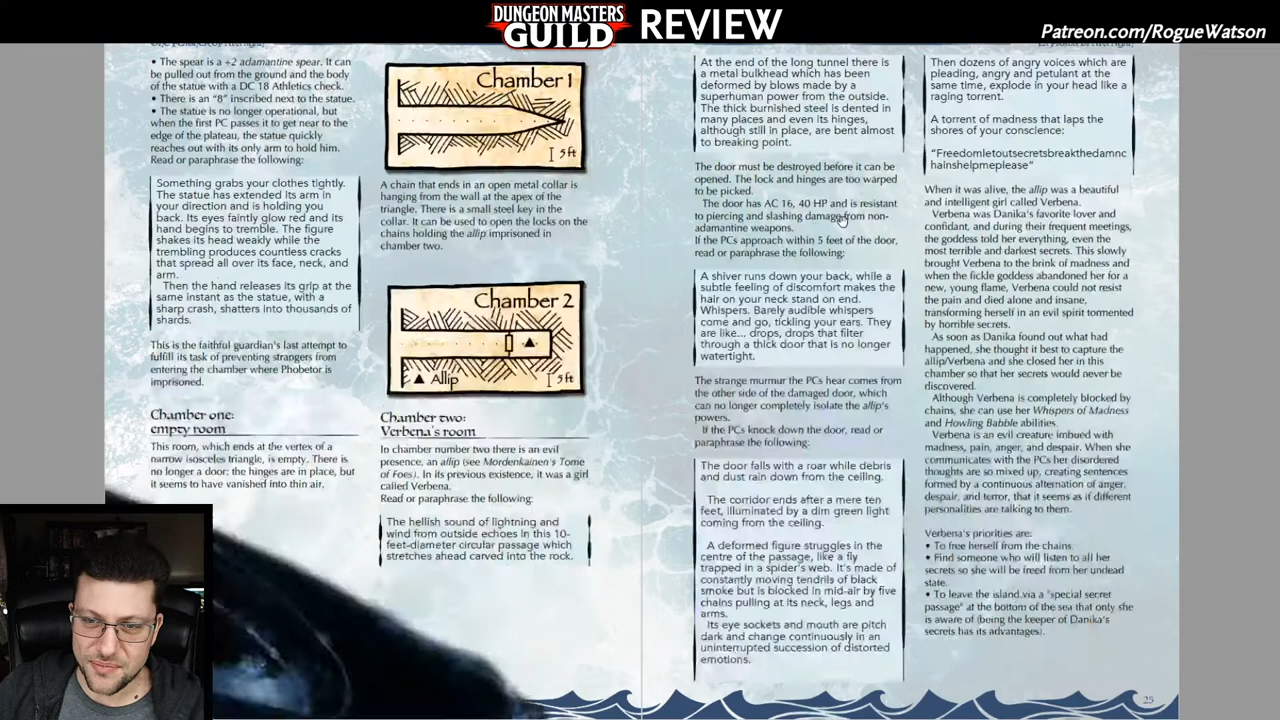 DUNGEON MASTERS
GUILD
REVIEW
Patreon.com/RogueWatson
• The spear is a +2 adamantine spear. It can
be pulled out from the ground and the body
of the statue with a DC 18 Athletics check.
• There is an "8" inscribed next to the statue.
• The statue is no longer operational, but
when the first PC passes it to get near to the
edge of the plateau, the statue quickly
reaches out with its only arm to hold him.
Read or paraphrase the following:
Something grabs your clothes tightly.
The statue has extended its arm in
your direction and is holding you
back. Its eyes faintly glow red and its
hand begins to tremble. The figure
shakes its head weakly while the
trembling produces countless cracks
that spread all over its face, neck, and
arm.
Then the hand releases its grip at the
same instant as the statue, with a
sharp crash, shatters into thousands of
shards.
This is the faithful guardian's last attempt to
fulfil its task of preventing strangers from
entering the chamber where Phobetor is
imprisoned.
Chamber one:
empty room
This room, which ends at the vertex of a
narrow isosceles triangle, is empty. There is
no longer a door: the hinges are in place, but
it seems to have vanished into thin air.
Chamber 1
5 ft
A chain that ends in an open metal collar is
hanging from the wall at the apex of the
triangle. There is a small steel key in the
collar. It can be used to open the locks on the
chains holding the allip imprisoned in
chamber two.
Chamber 2
▲ Allip
5 ft
Chamber two:
Verbena's room
In chamber number two there is an evil
presence, an allip (see Mordenkainen's Tome
of Foes). In its previous existence, it was a girl
called Verbena.
Read or paraphrase the following:
The hellish sound of lightning and
wind from outside echoes in this 10-
feet-diameter circular passage which
stretches ahead carved into the rock.
At the end of the long tunnel there is
a metal bulkhead which has been
deformed by blows made by a
superhuman power from the outside.
The thick burnished steel is dented in
many places and even its hinges,
although still in place, are bent almost
to breaking point.
The door must be destroyed before it can be
opened. The lock and hinges are too warped
to be picked.
The door has AC 16, 40 HP and is resistant
to piercing and slashing damage from non-
adamantine weapons.
If the PCs approach within 5 feet of the door,
read or paraphrase the following:
A shiver runs down your back, while a
subtle feeling of discomfort makes the
hair on your neck stand on end.
Whispers. Barely audible whispers
come and go, tickling your ears. They
are like... drops, drops that filter
through a thick door that is no longer
watertight.
The strange murmur the PCs hear comes from
the other side of the damaged door, which
can no longer completely isolate the allip's
powers.
If the PCs knock down the door, read or
paraphrase the following:
The door falls with a roar while debris
and dust rain down from the ceiling.
The corridor ends after a mere ten
feet, illuminated by a dim green light
coming from the ceiling.
A deformed figure struggles in the
centre of the passage, like a fly
trapped in a spider's web. It's made of
constantly moving tendrils of black
smoke but is blocked in mid-air by five
chains pulling at its neck, legs and
arms.
Its eye sockets and mouth are pitch
dark and change continuously in an
uninterrupted succession of distorted
emotions.
Then dozens of angry voices which are
pleading, angry and petulant at the
same time, explode in your head like a
raging torrent.
A torrent of madness that laps the
shores of your conscience:
"Freedomletoutsecretsbreakthedamnc
hainshelpmeplease"
When it was alive, the allip was a beautiful
and intelligent girl called Verbena.
Verbena was Danika's favorite lover and
confidant, and during their frequent meetings,
the goddess told her everything, even the
most terrible and darkest secrets. This slowly
brought Verbena to the brink of madness and
when the fickle goddess abandoned her for a
new, young flame, Verbena could not resist
the pain and died alone and insane,
transforming herself in an evil spirit tormented
by horrible secrets.
As soon as Danika found out what had
happened, she thought it best to capture the
allip/Verbena and she closed her in this
chamber so that her secrets would never be
discovered.
Although Verbena is completely blocked by
chains, she can use her Whispers of Madness
and Howling Babble abilities.
Verbena is an evil creature imbued with
madness, pain, anger, and despair. When she
communicates with the PCs her disordered
thoughts are so mixed up, creating sentences
formed by a continuous alternation of anger,
despair, and terror, that it seems as if different
personalities are talking to them.
Verbena's priorities are:
• To free herself from the chains.
• Find someone who will listen to all her
secrets so she will be freed from her undead
state.
• To leave the island via a "special secret
passage" at the bottom of the sea that only she
is aware of (being the keeper of Danika's
secrets has its advantages).
25